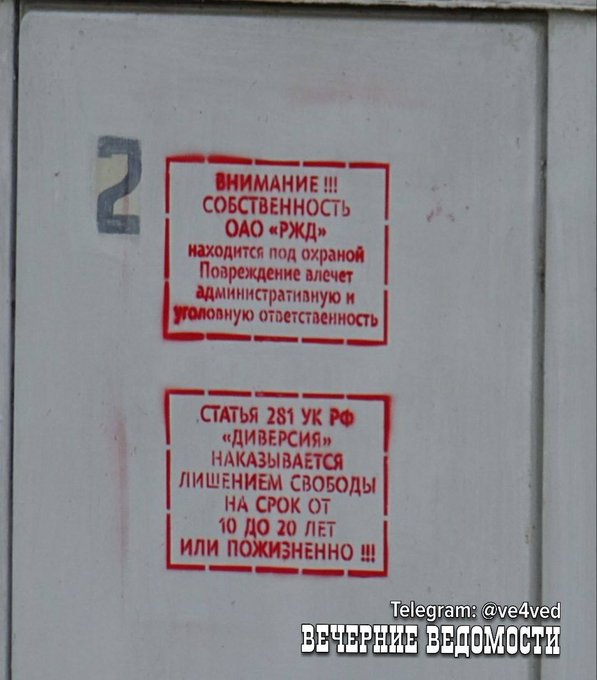 2
ВНИМАНИЕ !!!
СОБСТВЕННОСТЬ
ОАО «РЖД»
находится под охраной
Повреждение влечет
административную и
уголовную ответственность
СТАТЬЯ 281 УК РФ
«ДИВЕРСИЯ»
НАКАЗЫВАЕТСЯ
ЛИШЕНИЕМ СВОБОДЫ
НА СРОК ОТ
10 ДО 20 ЛЕТ
ИЛИ ПОЖИЗНЕННО !!!
Telegram: @ve4ved
ВЕЧЕРНИЕ ВЕДОМОСТИ